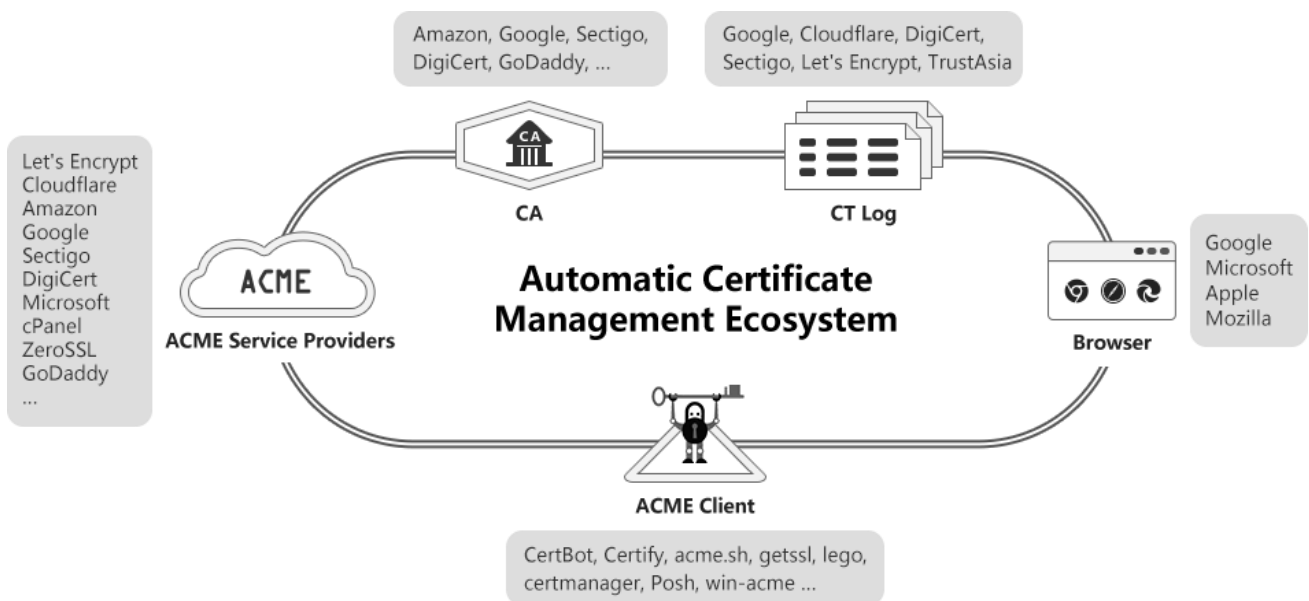 Amazon, Google, Sectigo,
DigiCert, GoDaddy, ...
Google, Cloudflare, DigiCert,
Sectigo, Let's Encrypt, TrustAsia
CA
CA
CT Log
Let's Encrypt
Cloudflare
Amazon
Google
Sectigo
DigiCert
Microsoft
cPanel
ZeroSSL
GoDaddy
...
ACME
ACME Service Providers
Automatic Certificate
Management Ecosystem
Browser
Google
Microsoft
Apple
Mozilla
ACME Client
CertBot, Certify, acme.sh, getssl, lego,
certmanager, Posh, win-acme ...